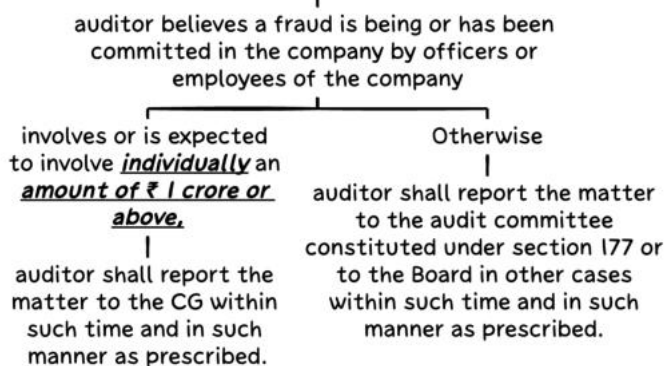 auditor believes a fraud is being or has been
committed in the company by officers or
employees of the company
involves or is expected
to involve individually an
amount of ₹ 1 crore or
above,
auditor shall report the
matter to the CG within
such time and in such
manner as prescribed.
Otherwise
auditor shall report the matter
to the audit committee
constituted under section 177 or
to the Board in other cases
within such time and in such
manner as prescribed.